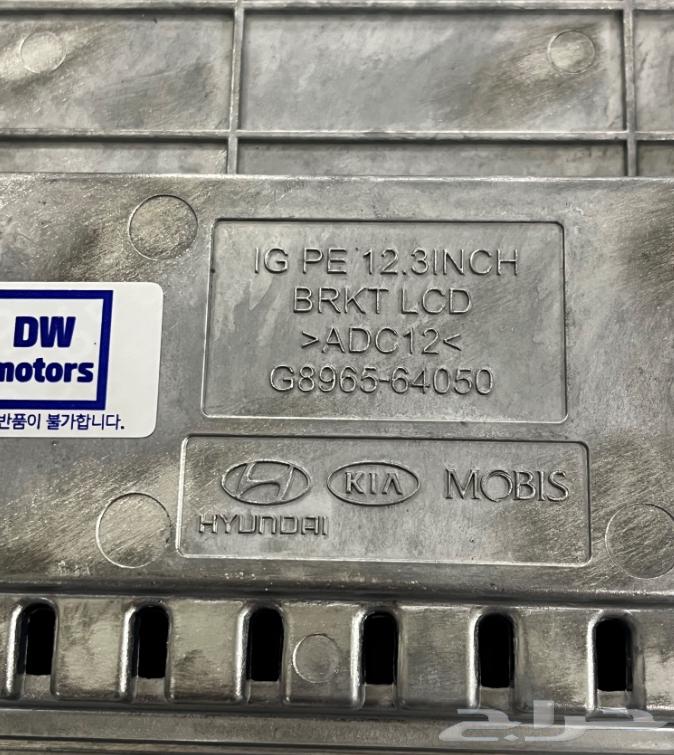 IG PE 12.3INCH
BRKT LCD
>ADC12<
G8965-64050
DW
motors
반품이 불가합니다.
HYUNDAI
KIA
MOBIS
حراج